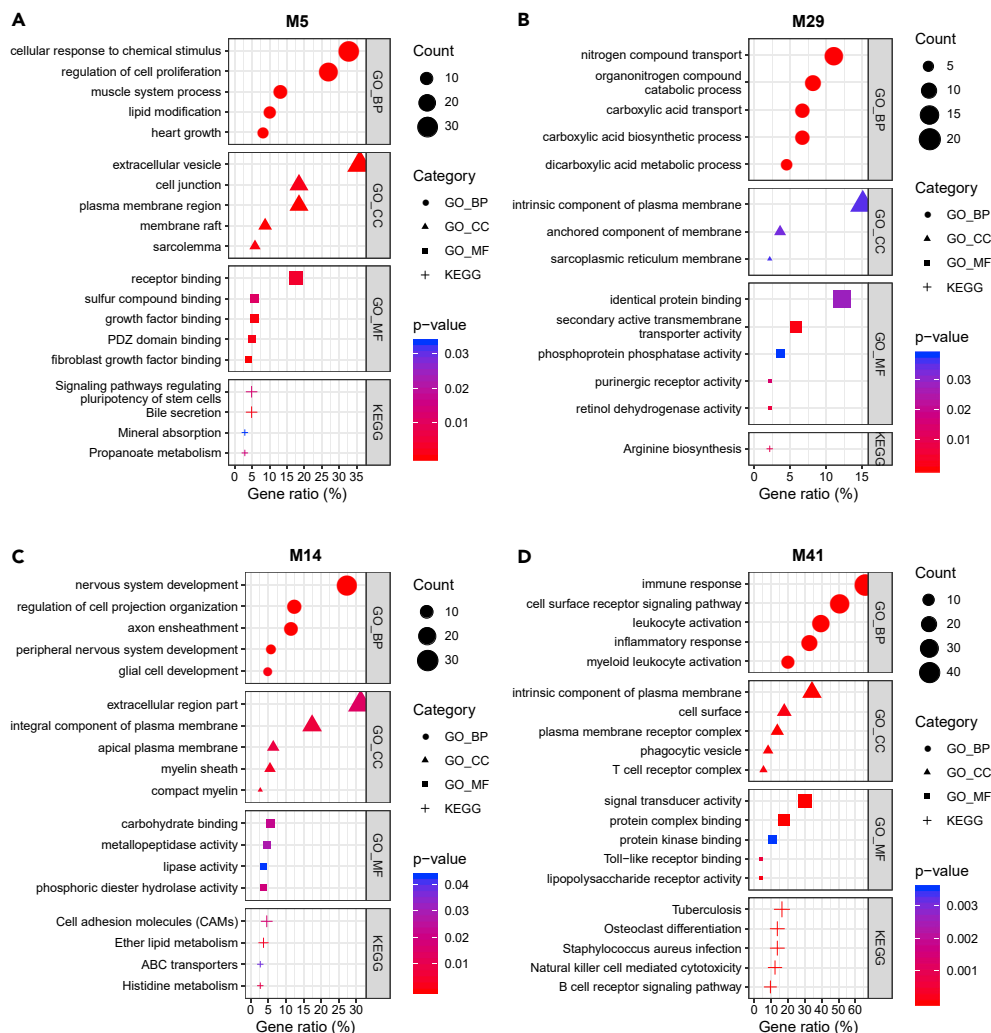 A
M5
cellular response to chemical stimulus
regulation of cell proliferation
muscle system process
lipid modification
heart growth
GO_BP
extracellular vesicle
cell junction
plasma membrane region
membrane raft
sarcolemma
GO_CC
receptor binding
sulfur compound binding
growth factor binding
PDZ domain binding
fibroblast growth factor binding
GO_MF
Signaling pathways regulating
pluripotency of stem cells
Bile secretion
Mineral absorption
Propanoate metabolism
KEGG
0 5 10 15 20 25 30 35
Gene ratio (%)
Count
10
20
30
Category
GO_BP
GO_CC
GO_MF
KEGG
p-value
0.03
0.02
0.01
B
M29
nitrogen compound transport
organonitrogen compound
catabolic process
carboxylic acid transport
carboxylic acid biosynthetic process
dicarboxylic acid metabolic process
GO_BP
intrinsic component of plasma membrane
anchored component of membrane
sarcoplasmic reticulum membrane
GO_CC
identical protein binding
secondary active transmembrane
transporter activity
phosphoprotein phosphatase activity
purinergic receptor activity
retinol dehydrogenase activity
GO_MF
Arginine biosynthesis
KEGG
0 5 10 15
Gene ratio (%)
Count
5
10
15
20
Category
GO_BP
GO_CC
GO_MF
KEGG
p-value
0.03
0.02
0.01
C
M14
nervous system development
regulation of cell projection organization
axon ensheathment
peripheral nervous system development
glial cell development
GO_BP
extracellular region part
integral component of plasma membrane
apical plasma membrane
myelin sheath
compact myelin
GO_CC
carbohydrate binding
metallopeptidase activity
lipase activity
phosphoric diester hydrolase activity
GO_MF
Cell adhesion molecules (CAMs)
Ether lipid metabolism
ABC transporters
Histidine metabolism
KEGG
0 5 10 15 20 25 30
Gene ratio (%)
Count
10
20
30
Category
GO_BP
GO_CC
GO_MF
KEGG
p-value
0.04
0.03
0.02
0.01
D
M41
immune response
cell surface receptor signaling pathway
leukocyte activation
inflammatory response
myeloid leukocyte activation
GO_BP
intrinsic component of plasma membrane
cell surface
plasma membrane receptor complex
phagocytic vesicle
T cell receptor complex
GO_CC
signal transducer activity
protein complex binding
protein kinase binding
Toll-like receptor binding
lipopolysaccharide receptor activity
GO_MF
Tuberculosis
Osteoclast differentiation
Staphylococcus aureus infection
Natural killer cell mediated cytotoxicity
B cell receptor signaling pathway
KEGG
0 10 20 30 40 50 60
Gene ratio (%)
Count
10
20
30
40
Category
GO_BP
GO_CC
GO_MF
KEGG
p-value
0.003
0.002
0.001